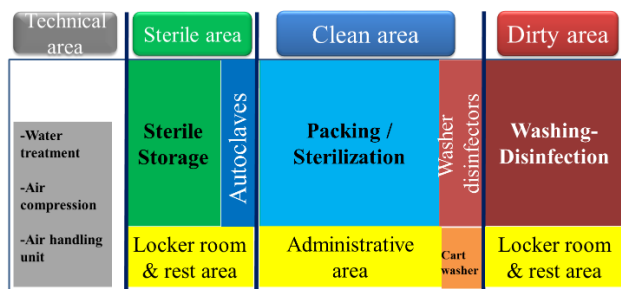 Technical
area
Sterile area
Clean area
Dirty area
-Water
treatment
-Air
compression
-Air handling
unit
Sterile
Storage
Autoclaves
Packing /
Sterilization
Washer
disinfectors
Washing-
Disinfection
Locker room
& rest area
Administrative
area
Cart
washer
Locker room
& rest area